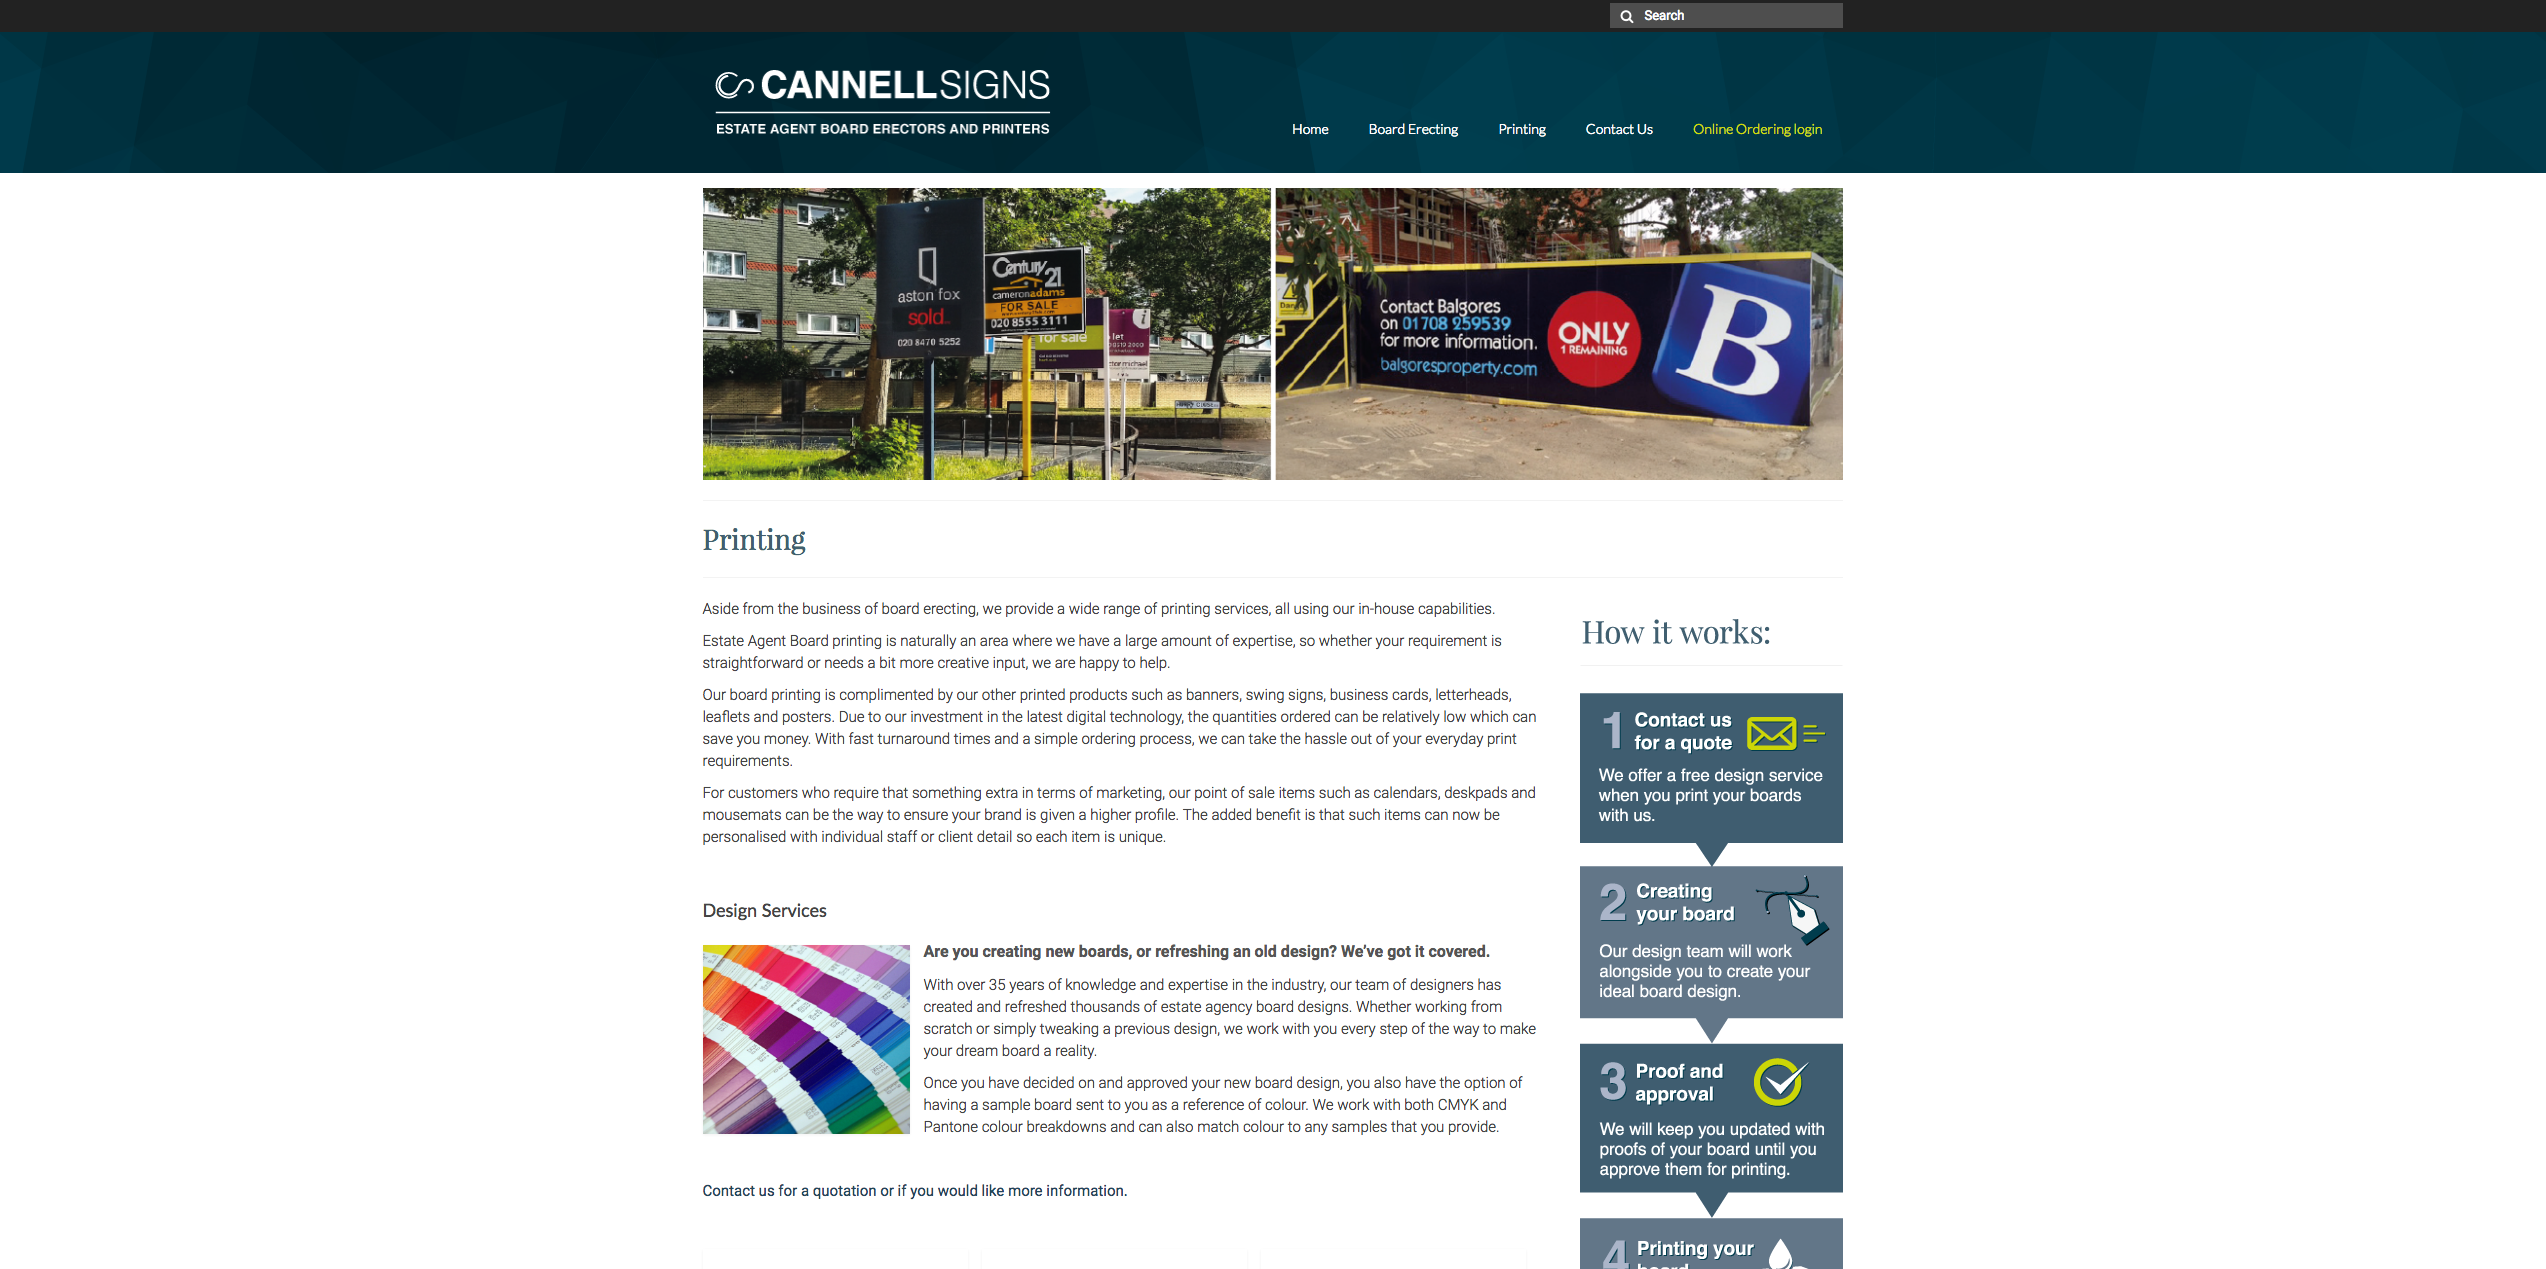 Search
CANNELLSIGNS
ESTATE AGENT BOARD ERECTORS AND PRINTERS
Home
Board Erecting
Printing
Contact Us
Online Ordering login
aston fox
sold
020 8470 5252
Century 21
cameronadams
FOR SALE
020 8555 3111
for sale
let
Contact Balgores
on 01708 259539
for more information.
balgoresproperty.com
ONLY
1 REMAINING
B
Printing
Aside from the business of board erecting, we provide a wide range of printing services, all using our in-house capabilities.
Estate Agent Board printing is naturally an area where we have a large amount of expertise, so whether your requirement is
straightforward or needs a bit more creative input, we are happy to help.
Our board printing is complimented by our other printed products such as banners, swing signs, business cards, letterheads,
leaflets and posters. Due to our investment in the latest digital technology, the quantities ordered can be relatively low which can
save you money. With fast turnaround times and a simple ordering process, we can take the hassle out of your everyday print
requirements.
For customers who require that something extra in terms of marketing, our point of sale items such as calendars, deskpads and
mousemats can be the way to ensure your brand is given a higher profile. The added benefit is that such items can now be
personalised with individual staff or client detail so each item is unique.
Design Services
Are you creating new boards, or refreshing an old design? We've got it covered.
With over 35 years of knowledge and expertise in the industry, our team of designers has
created and refreshed thousands of estate agency board designs. Whether working from
scratch or simply tweaking a previous design, we work with you every step of the way to make
your dream board a reality.
Once you have decided on and approved your new board design, you also have the option of
having a sample board sent to you as a reference of colour. We work with both CMYK and
Pantone colour breakdowns and can also match colour to any samples that you provide.
Contact us for a quotation or if you would like more information.
How it works:
1 Contact us
for a quote
We offer a free design service
when you print your boards
with us.
2 Creating
your board
Our design team will work
alongside you to create your
ideal board design.
3 Proof and
approval
We will keep you updated with
proofs of your board until you
approve them for printing.
4 Printing your
board